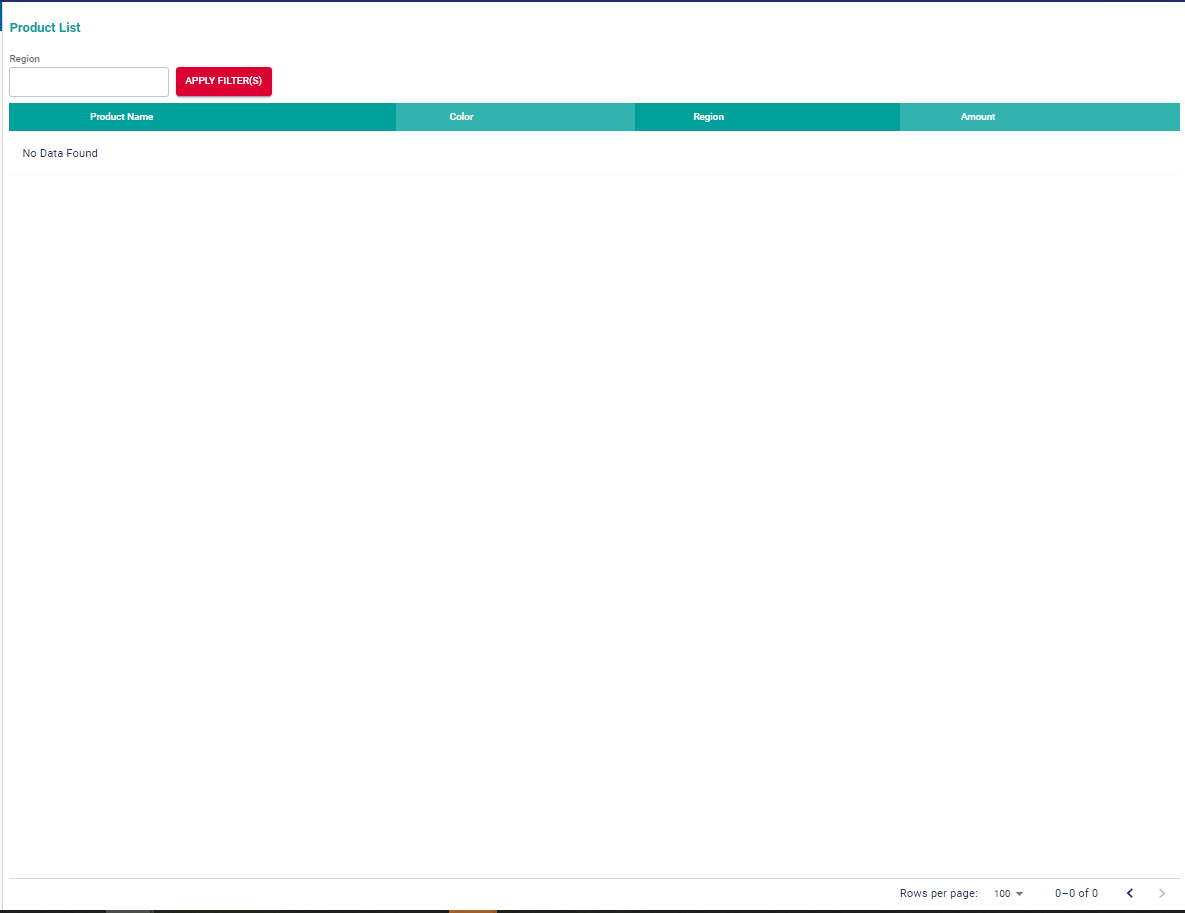 Product List
Region
APPLY FILTER(S)
Product Name Color Region Amount
No Data Found
Rows per page: 100 0–0 of 0